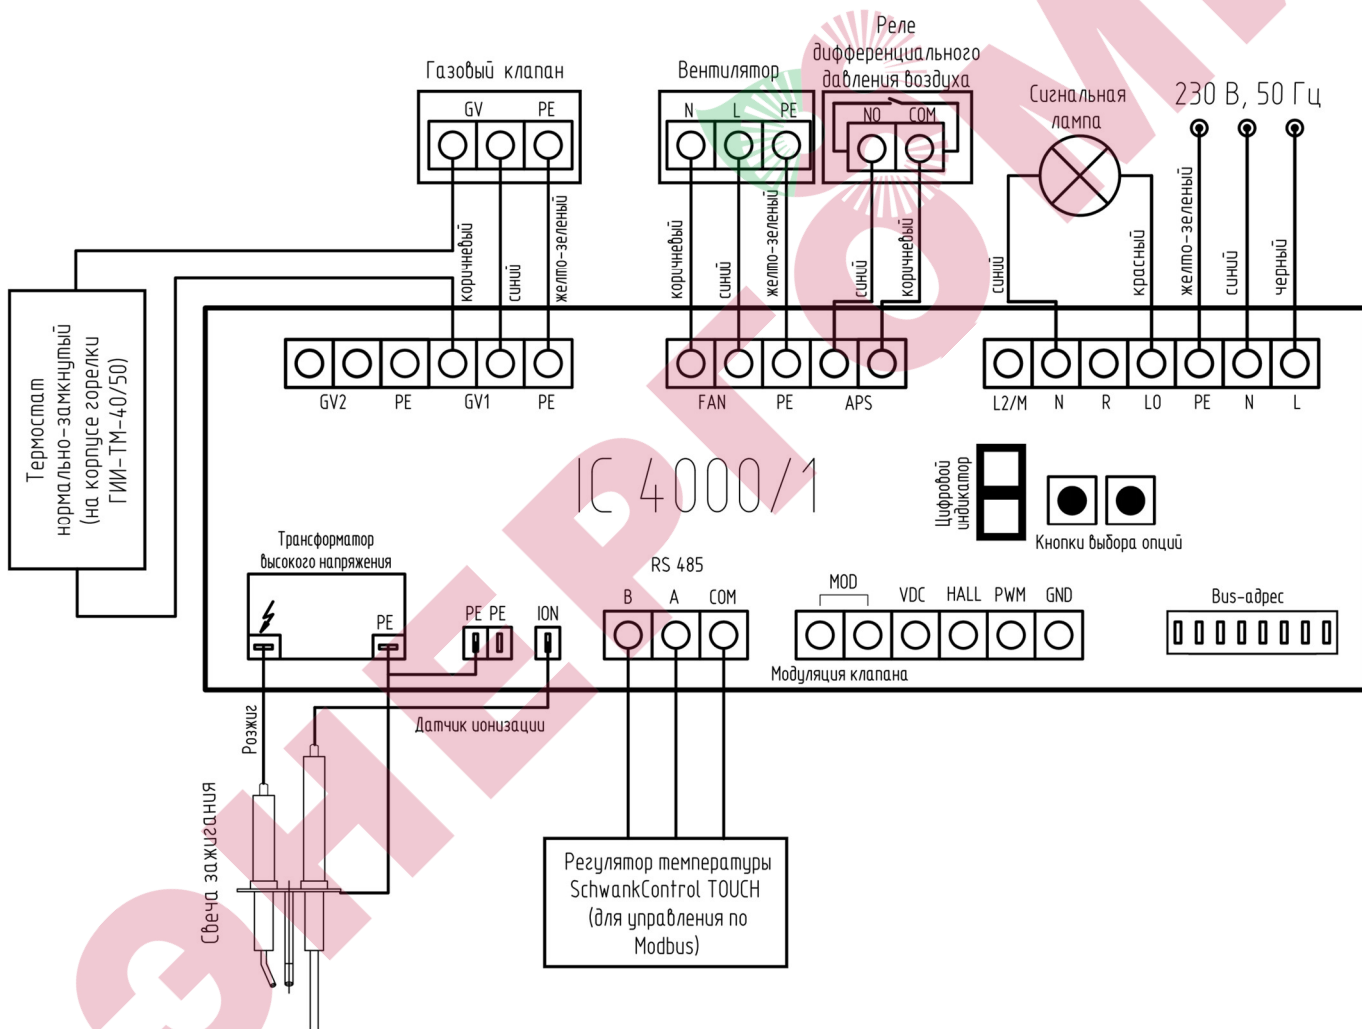 Реле
дифференциального
давления воздуха
Газовый клапан
Вентилятор
Сигнальная
лампа
230 В, 50 Гц
GV PE
N L PE
NO COM
коричневый
синий
желто-зеленый
коричневый
синий
желто-зеленый
синий
коричневый
синий
красный
желто-зеленый
синий
черный
Термостат
нормально-замкнутый
(на корпусе горелки
ГИИ-ТМ-40/50)
GV2 PE GV1 PE
FAN PE APS
L2/M N R L0 PE N L
IC 4000/1
Цифровой
индикатор
Кнопки выбора опций
Трансформатор
высокого напряжения
PE
PE PE
ION
RS 485
B A COM
MOD VDC HALL PWM GND
Модуляция клапана
Bus-адрес
Розжиг
Датчик ионизации
Свеча зажигания
Регулятор температуры
SchwankControl TOUCH
(для управления по
Modbus)